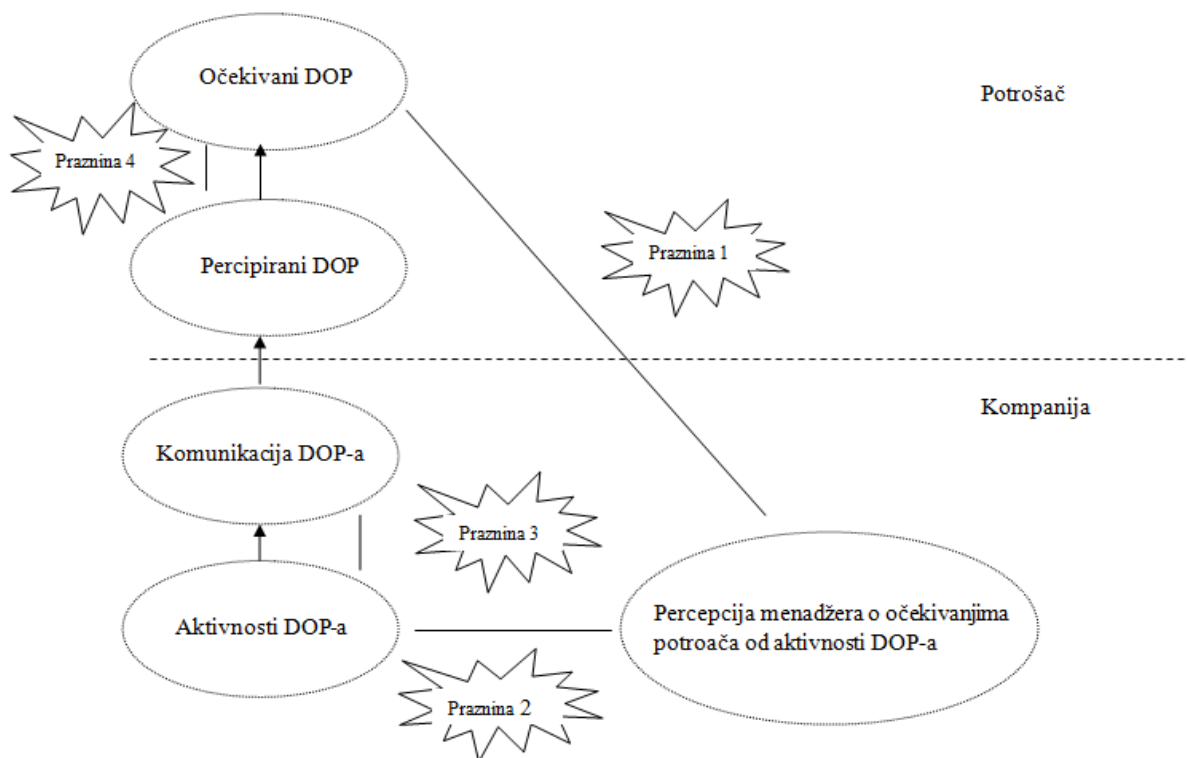 Očekivani DOP
Potrošač
Praznina 4
Praznina 1
Percipirani DOP
Kompanija
Komunikacija DOP-a
Praznina 3
Aktivnosti DOP-a
Percepcija menadžera o očekivanjima
potroača od aktivnosti DOP-a
Praznina 2